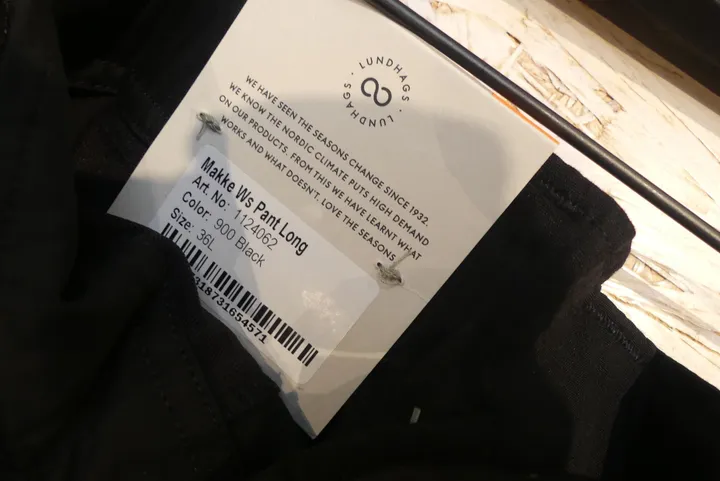 LUNDHAGS · LUNDHAGS ·
WE HAVE SEEN THE SEASONS CHANGE SINCE 1932.
WE KNOW THE NORDIC CLIMATE PUTS HIGH DEMAND
ON OUR PRODUCTS. FROM THIS WE HAVE LEARNT WHAT
WORKS AND WHAT DOESN'T. LOVE THE SEASONS
Makke Ws Pant Long
Art. No.: 1124062
Color: 900 Black
Size: 36L
318731654571